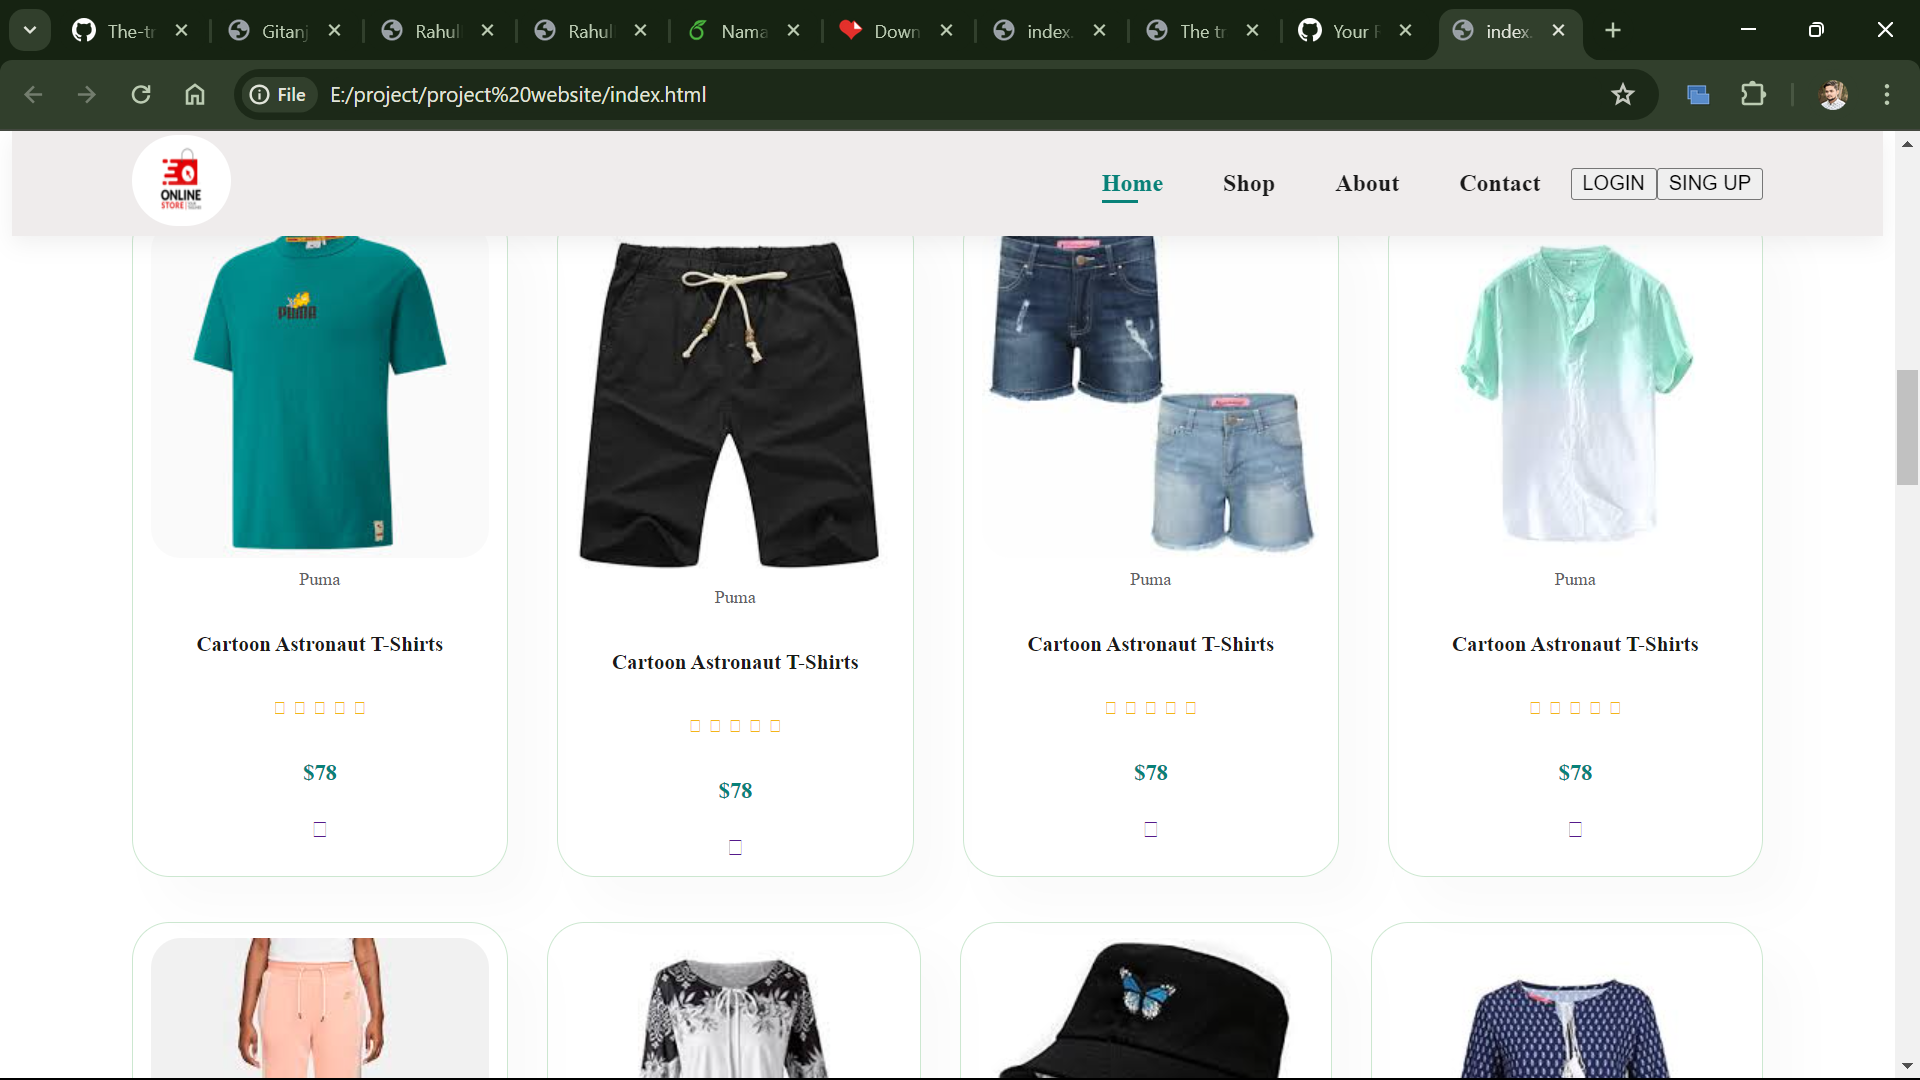 The-tr
Gitanj
Rahul
Rahul
Nama
Down
index.
The tr
Your R
index.
File
E:/project/project%20website/index.html
ONLINE
STORE
Home
Shop
About
Contact
LOGIN
SING UP
PUMA
Puma
Puma
Puma
Puma
Cartoon Astronaut T-Shirts
Cartoon Astronaut T-Shirts
Cartoon Astronaut T-Shirts
Cartoon Astronaut T-Shirts
$78
$78
$78
$78